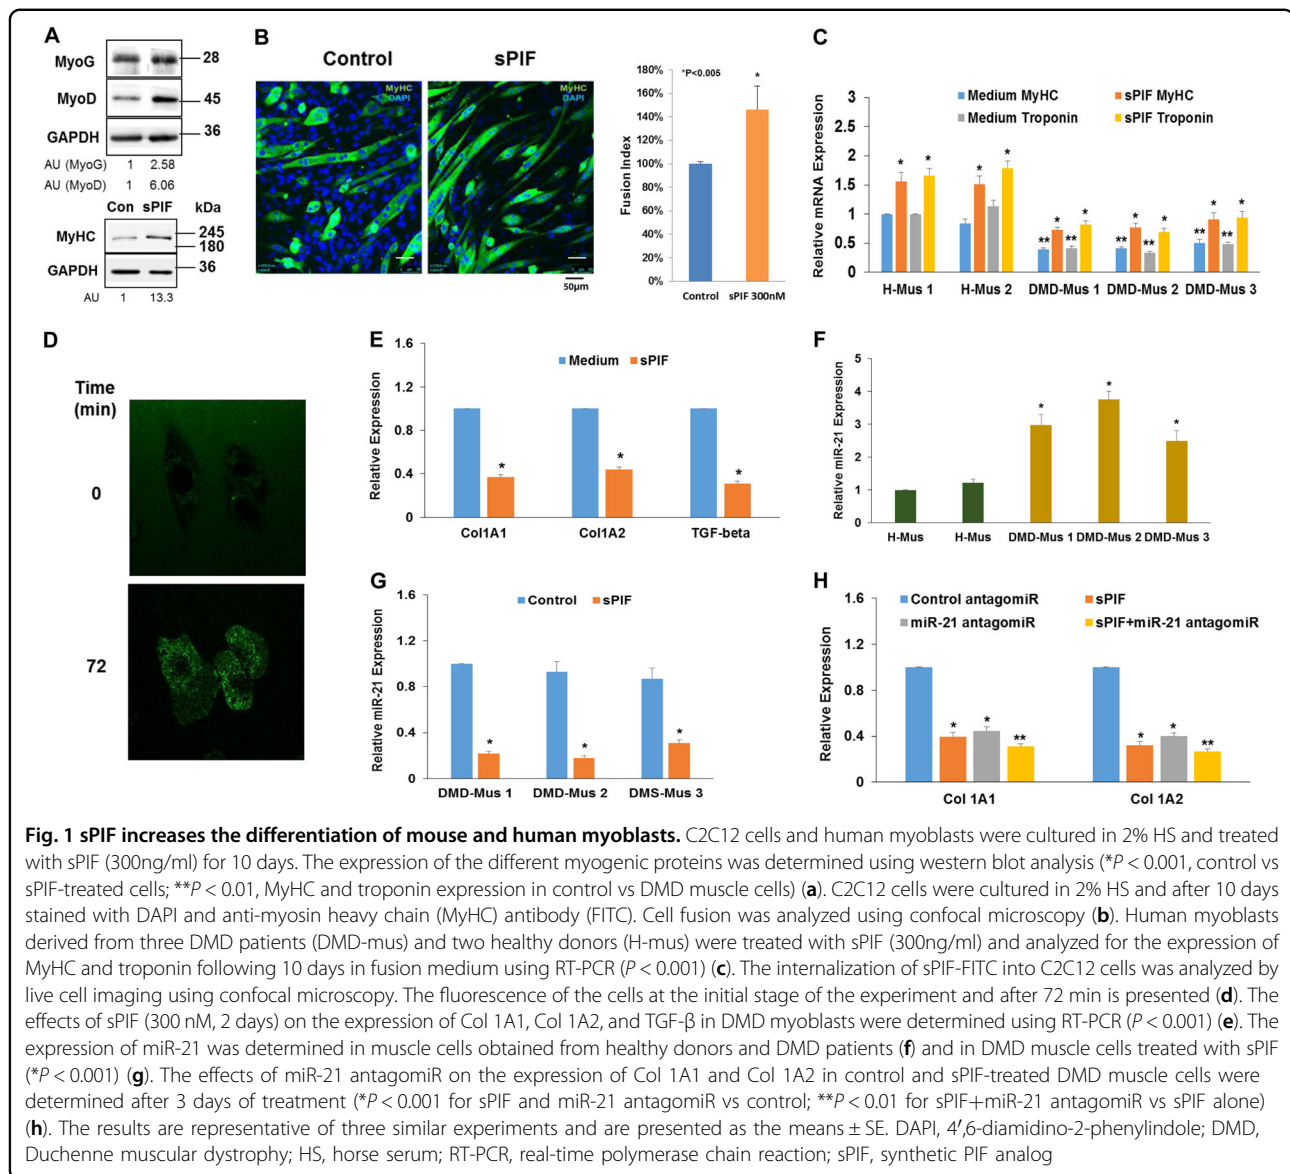 A
MyoG
28
MyoD
45
GAPDH
36
AU (MyoG) 1 2.58
AU (MyoD) 1 6.06
Con sPIF kDa
MyHC
245
180
GAPDH
36
AU 1 13.3
B
Control sPIF
MyHC
DAPI
MyHC
DAPI
50µm
*P<0.005
*
180%
160%
140%
120%
100%
80%
60%
40%
20%
0%
Fusion Index
Control sPIF 300nM
C
Medium MyHC sPIF MyHC
Medium Troponin sPIF Troponin
Relative mRNA Expression
3
2.5
2
1.5
1
0.5
0
* * * * ** * ** * ** * ** * ** * ** *
H-Mus 1 H-Mus 2 DMD-Mus 1 DMD-Mus 2 DMD-Mus 3
D
Time
(min)
0
72
E
Medium sPIF
Relative Expression
1.6
1.2
0.8
0.4
0
* * *
Col1A1 Col1A2 TGF-beta
F
Relative miR-21 Expression
5
4
3
2
1
0
* * *
H-Mus H-Mus DMD-Mus 1 DMD-Mus 2 DMD-Mus 3
G
Control sPIF
Relative miR-21 Expression
1.6
1.2
0.8
0.4
0
* * *
DMD-Mus 1 DMD-Mus 2 DMS-Mus 3
H
Control antagomiR sPIF
miR-21 antagomiR sPIF+miR-21 antagomiR
Relative Expression
1.6
1.2
0.8
0.4
0
* * ** * * **
Col 1A1 Col 1A2
Fig. 1 sPIF increases the differentiation of mouse and human myoblasts. C2C12 cells and human myoblasts were cultured in 2% HS and treated
with sPIF (300ng/ml) for 10 days. The expression of the different myogenic proteins was determined using western blot analysis (*P < 0.001, control vs
sPIF-treated cells; **P < 0.01, MyHC and troponin expression in control vs DMD muscle cells) (a). C2C12 cells were cultured in 2% HS and after 10 days
stained with DAPI and anti-myosin heavy chain (MyHC) antibody (FITC). Cell fusion was analyzed using confocal microscopy (b). Human myoblasts
derived from three DMD patients (DMD-mus) and two healthy donors (H-mus) were treated with sPIF (300ng/ml) and analyzed for the expression of
MyHC and troponin following 10 days in fusion medium using RT-PCR (P < 0.001) (c). The internalization of sPIF-FITC into C2C12 cells was analyzed by
live cell imaging using confocal microscopy. The fluorescence of the cells at the initial stage of the experiment and after 72 min is presented (d). The
effects of sPIF (300 nM, 2 days) on the expression of Col 1A1, Col 1A2, and TGF-β in DMD myoblasts were determined using RT-PCR (P < 0.001) (e). The
expression of miR-21 was determined in muscle cells obtained from healthy donors and DMD patients (f) and in DMD muscle cells treated with sPIF
(*P < 0.001) (g). The effects of miR-21 antagomiR on the expression of Col 1A1 and Col 1A2 in control and sPIF-treated DMD muscle cells were
determined after 3 days of treatment (*P < 0.001 for sPIF and miR-21 antagomiR vs control; **P < 0.01 for sPIF+miR-21 antagomiR vs sPIF alone)
(h). The results are representative of three similar experiments and are presented as the means ± SE. DAPI, 4′,6-diamidino-2-phenylindole; DMD,
Duchenne muscular dystrophy; HS, horse serum; RT-PCR, real-time polymerase chain reaction; sPIF, synthetic PIF analog